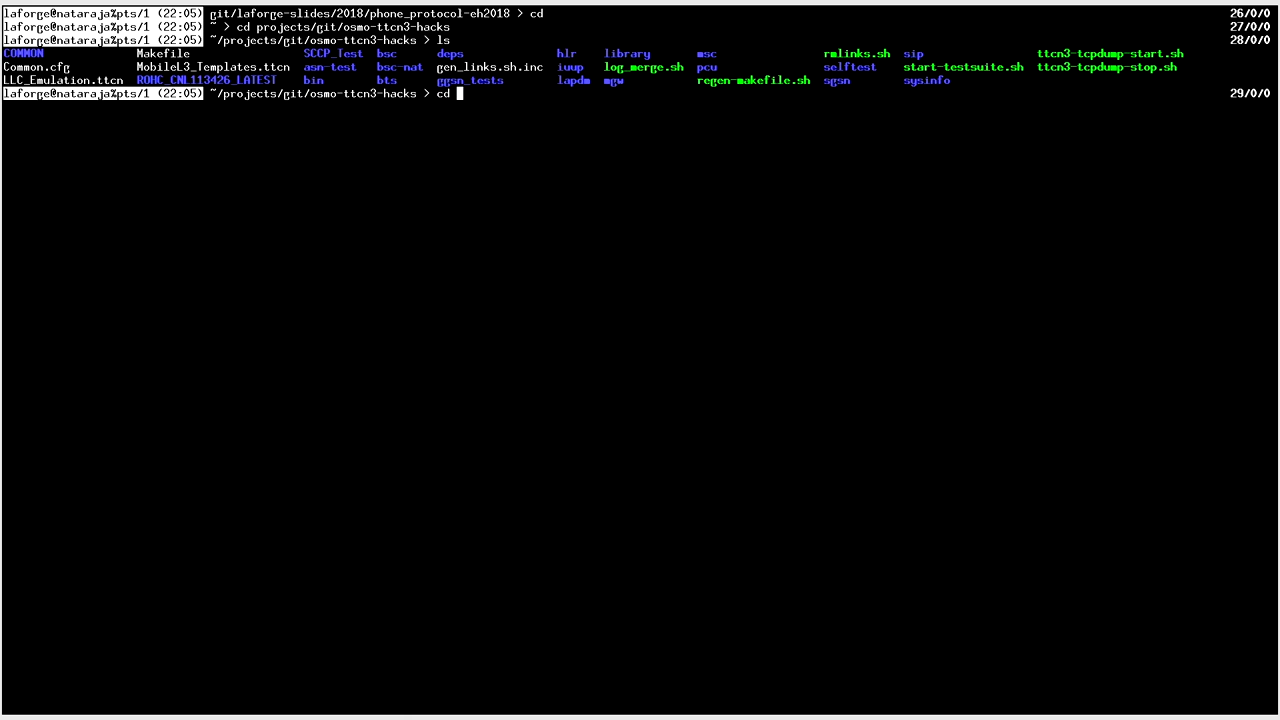 laforge@nataraja%pts/1 (22:05) git/laforge-slides/2018/phone_protocol-eh2018 > cd 26/0/0
laforge@nataraja%pts/1 (22:05) ~ > cd projects/git/osmo-ttcn3-hacks 27/0/0
laforge@nataraja%pts/1 (22:05) ~/projects/git/osmo-ttcn3-hacks > ls 28/0/0
COMMON Makefile SCCP_Test bsc deps hlr library msc rmlinks.sh sip ttcn3-tcpdump-start.sh
Common.cfg MobileL3_Templates.ttcn asn-test bsc-nat gen_links.sh.inc iuup log_merge.sh pcu selftest start-testsuite.sh ttcn3-tcpdump-stop.sh
LLC_Emulation.ttcn ROHC_CNL113426_LATEST bin bts ggsn_tests lapdm mgw regen-makefile.sh sgsn sysinfo
laforge@nataraja%pts/1 (22:05) ~/projects/git/osmo-ttcn3-hacks > cd 29/0/0